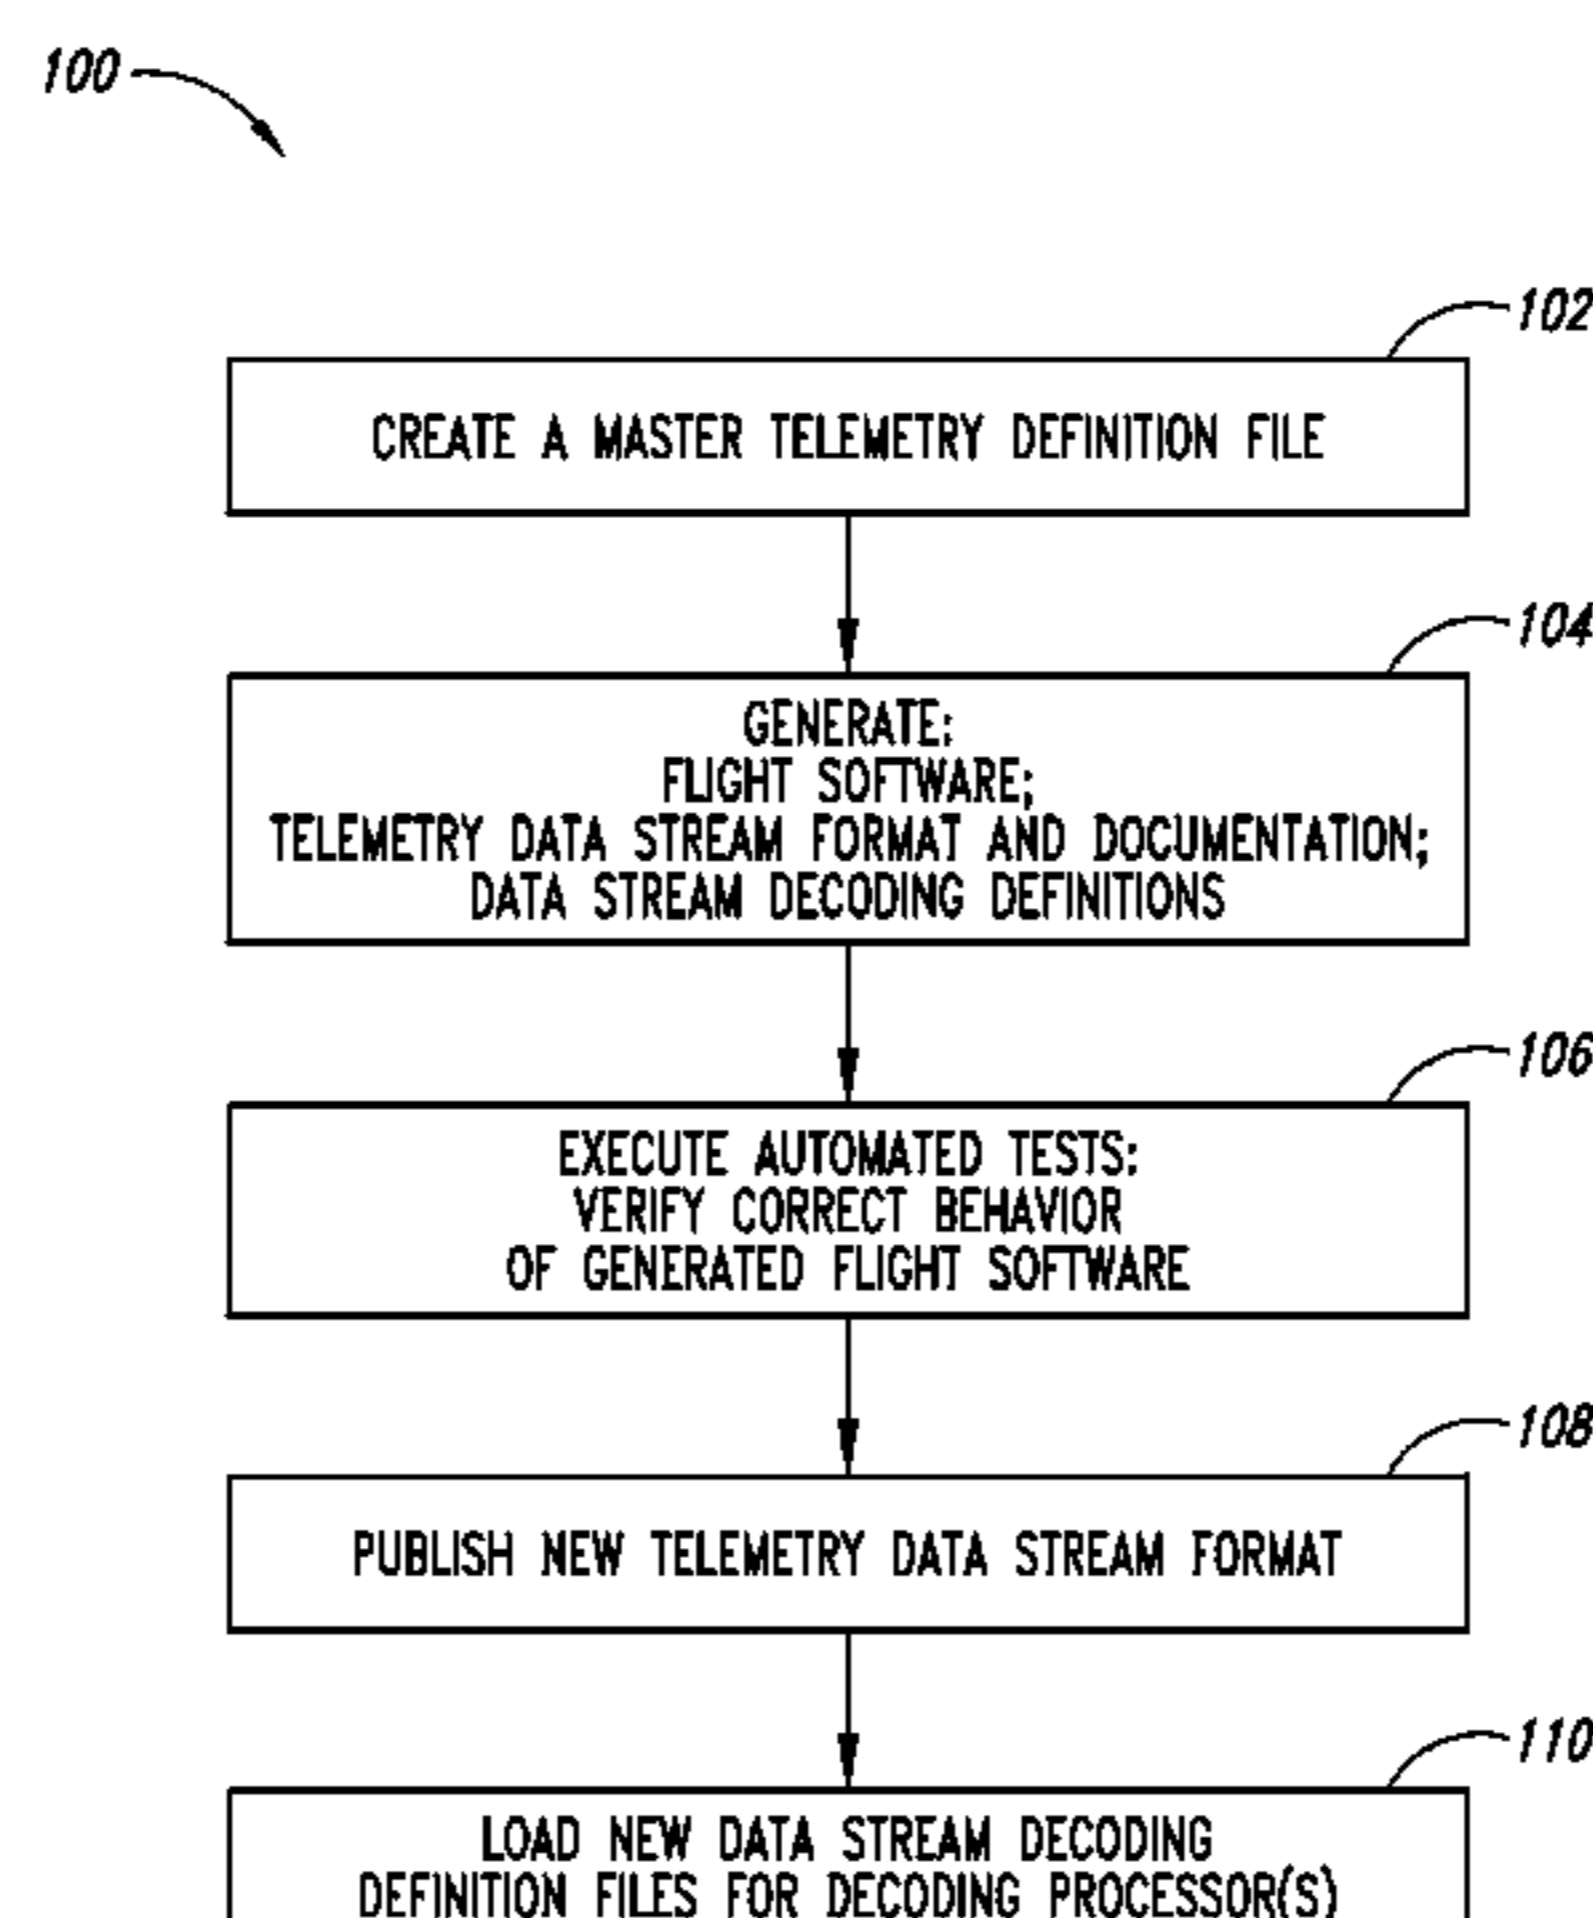 100
102
CREATE A MASTER TELEMETRY DEFINITION FILE
104
GENERATE:
FLIGHT SOFTWARE;
TELEMETRY DATA STREAM FORMAT AND DOCUMENTATION;
DATA STREAM DECODING DEFINITIONS
106
EXECUTE AUTOMATED TESTS:
VERIFY CORRECT BEHAVIOR
OF GENERATED FLIGHT SOFTWARE
108
PUBLISH NEW TELEMETRY DATA STREAM FORMAT
110
LOAD NEW DATA STREAM DECODING
DEFINITION FILES FOR DECODING PROCESSOR(S)